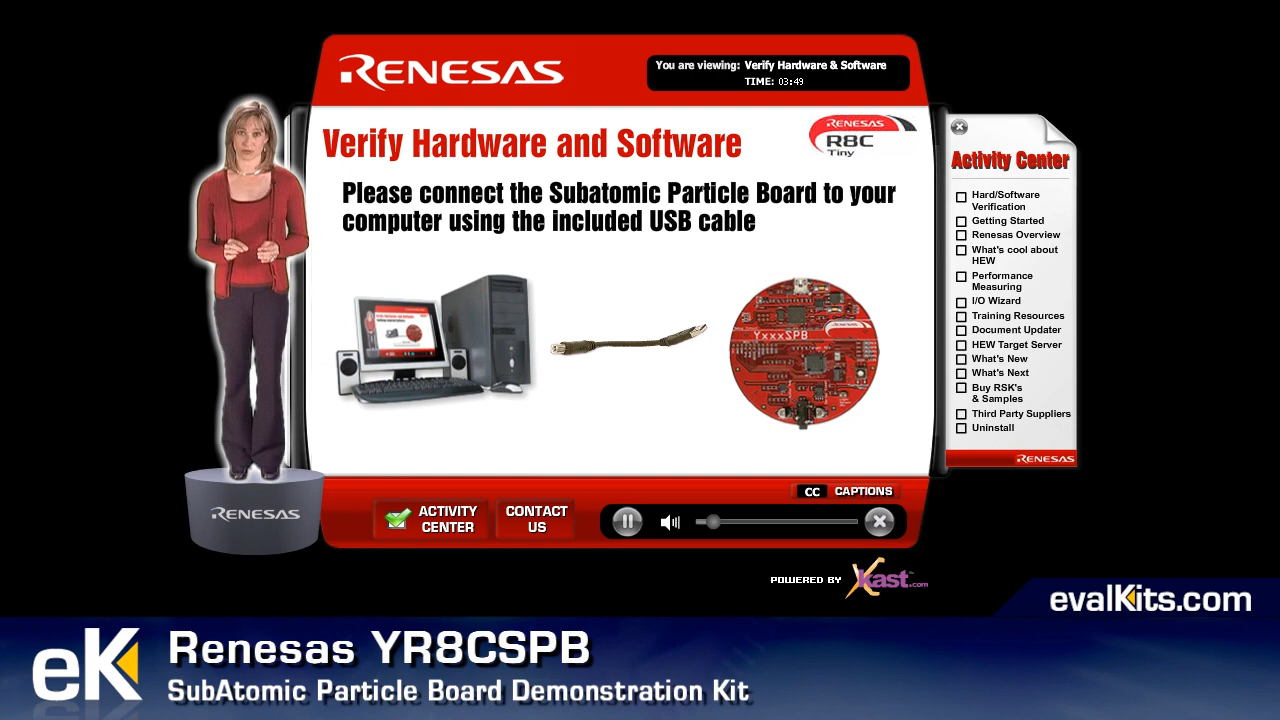 RENESAS
You are viewing: Verify Hardware & Software
TIME: 03:49
Verify Hardware and Software
RENESAS
R8C
Tiny
Please connect the Subatomic Particle Board to your
computer using the included USB cable
YxxxSPB
Activity Center
Hard/Software
Verification
Getting Started
Renesas Overview
What's cool about
HEW
Performance
Measuring
I/O Wizard
Training Resources
Document Updater
HEW Target Server
What's New
What's Next
Buy RSK's
& Samples
Third Party Suppliers
Uninstall
RENESAS
RENESAS
ACTIVITY
CENTER
CONTACT
US
CC CAPTIONS
POWERED BY Xkast.com
evalKits.com
eK
Renesas YR8CSPB
SubAtomic Particle Board Demonstration Kit